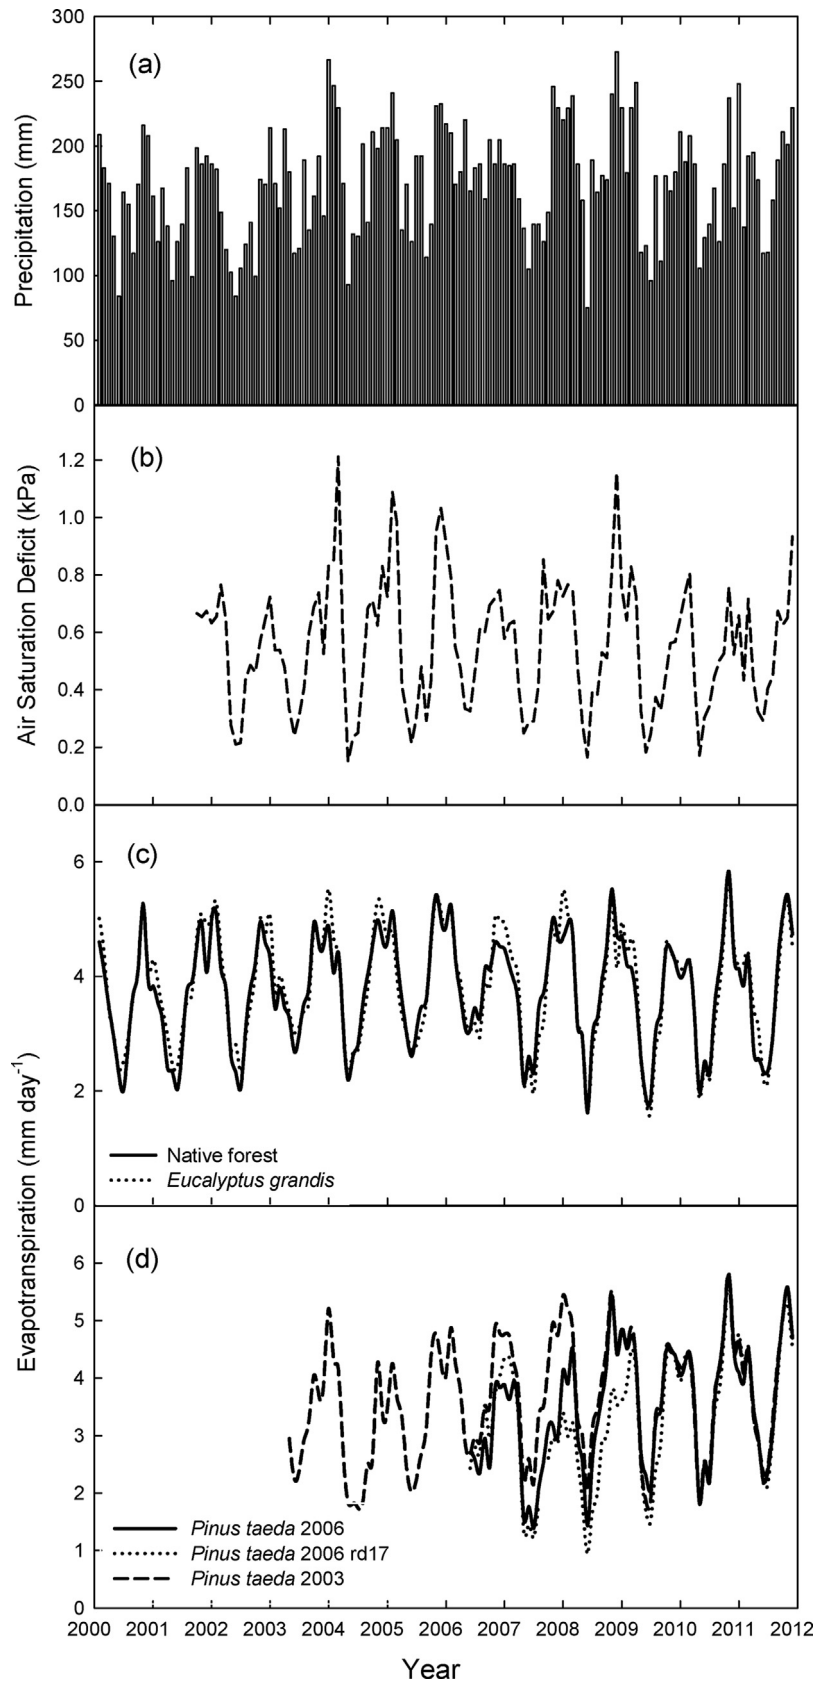 300
(a)
250
200
150
100
50
0
Precipitation (mm)
(b)
1.2
1.0
0.8
0.6
0.4
0.2
0.0
Air Saturation Deficit (kPa)
(c)
6
4
2
0
Native forest
Eucalyptus grandis
Evapotranspiration (mm day-1)
(d)
6
5
4
3
2
1
0
Pinus taeda 2006
Pinus taeda 2006 rd17
Pinus taeda 2003
2000 2001 2002 2003 2004 2005 2006 2007 2008 2009 2010 2011 2012
Year